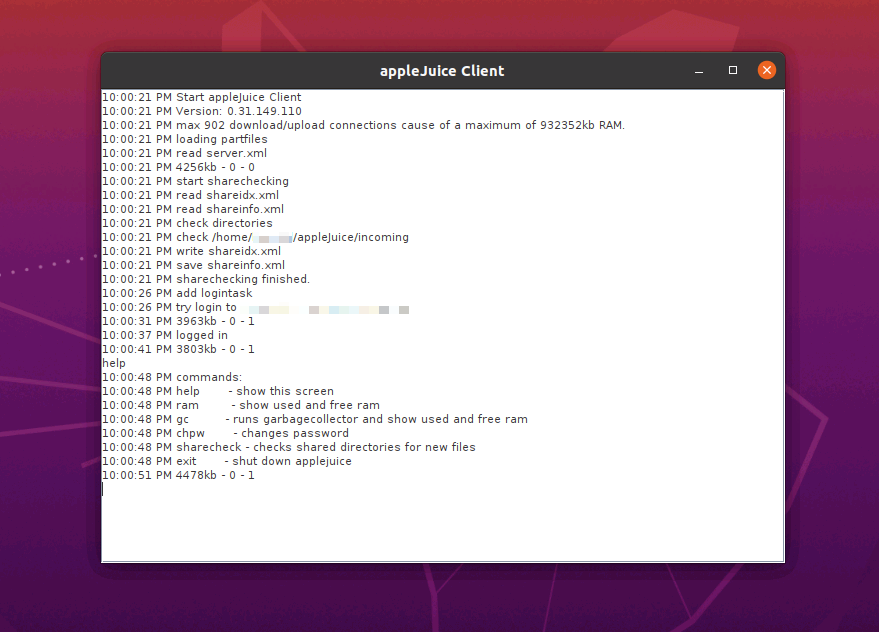 appleJuice Client
10:00:21 PM Start appleJuice Client
10:00:21 PM Version: 0.31.149.110
10:00:21 PM max 902 download/upload connections cause of a maximum of 932352kb RAM.
10:00:21 PM loading partfiles
10:00:21 PM read server.xml
10:00:21 PM 4256kb - 0 - 0
10:00:21 PM start sharechecking
10:00:21 PM read shareidx.xml
10:00:21 PM read shareinfo.xml
10:00:21 PM check directories
10:00:21 PM check /home/ /appleJuice/incoming
10:00:21 PM write shareidx.xml
10:00:21 PM save shareinfo.xml
10:00:21 PM sharechecking finished.
10:00:26 PM add logintask
10:00:26 PM try login to
10:00:31 PM 3963kb - 0 - 1
10:00:37 PM logged in
10:00:41 PM 3803kb - 0 - 1
help
10:00:48 PM commands:
10:00:48 PM help - show this screen
10:00:48 PM ram - show used and free ram
10:00:48 PM gc - runs garbagecollector and show used and free ram
10:00:48 PM chpw - changes password
10:00:48 PM sharecheck - checks shared directories for new files
10:00:48 PM exit - shut down applejuice
10:00:51 PM 4478kb - 0 - 1